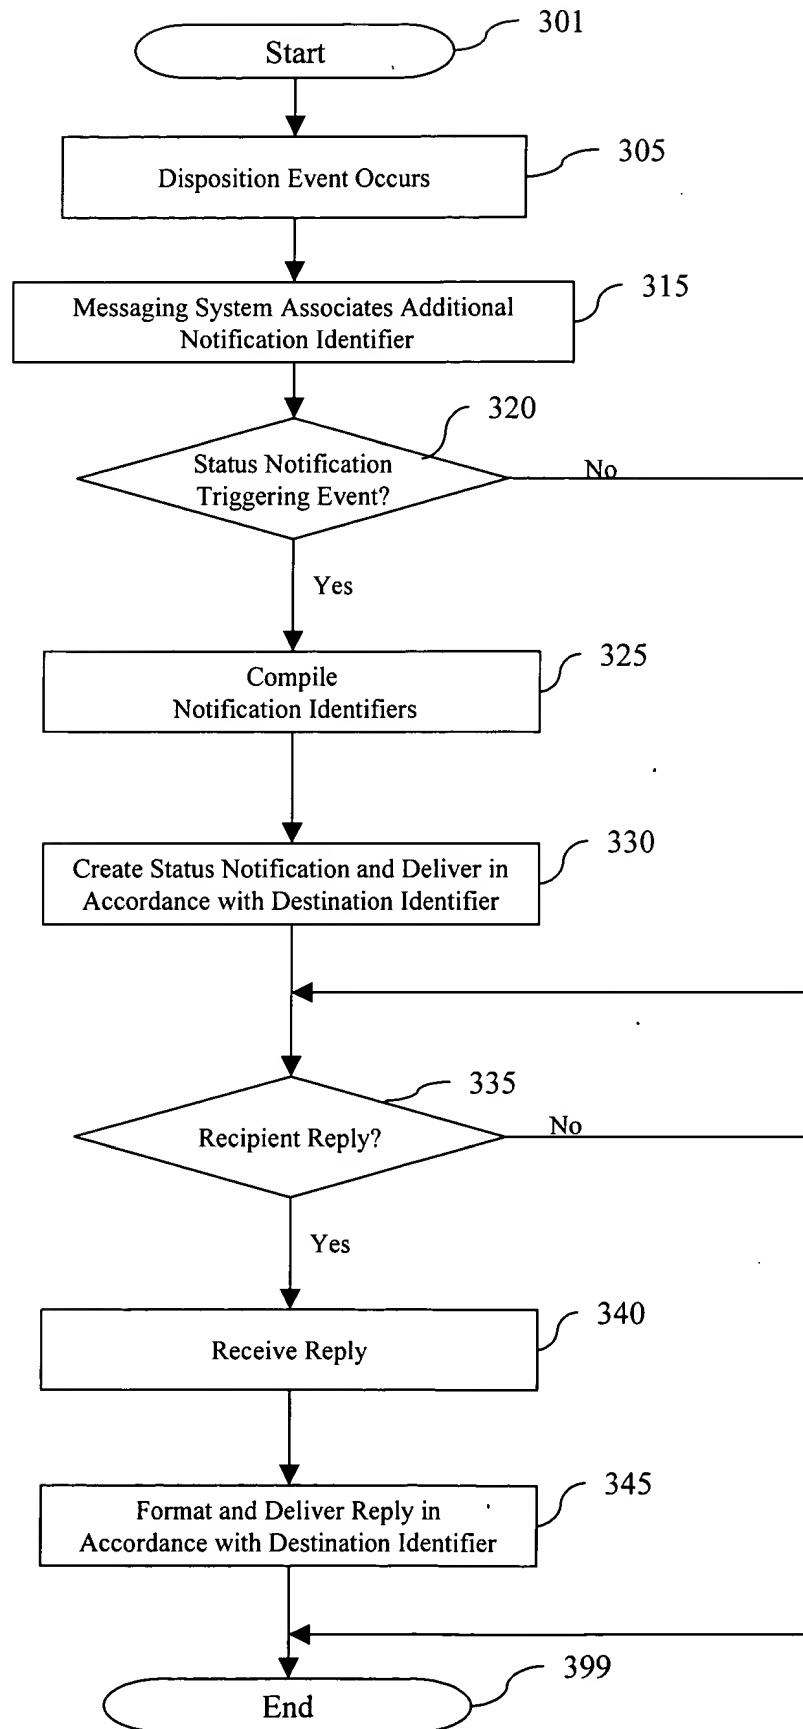 Start
301
Disposition Event Occurs
305
Messaging System Associates Additional
Notification Identifier
315
Status Notification
Triggering Event?
320
No
Yes
Compile
Notification Identifiers
325
Create Status Notification and Deliver in
Accordance with Destination Identifier
330
Recipient Reply?
335
No
Yes
Receive Reply
340
Format and Deliver Reply in
Accordance with Destination Identifier
345
End
399